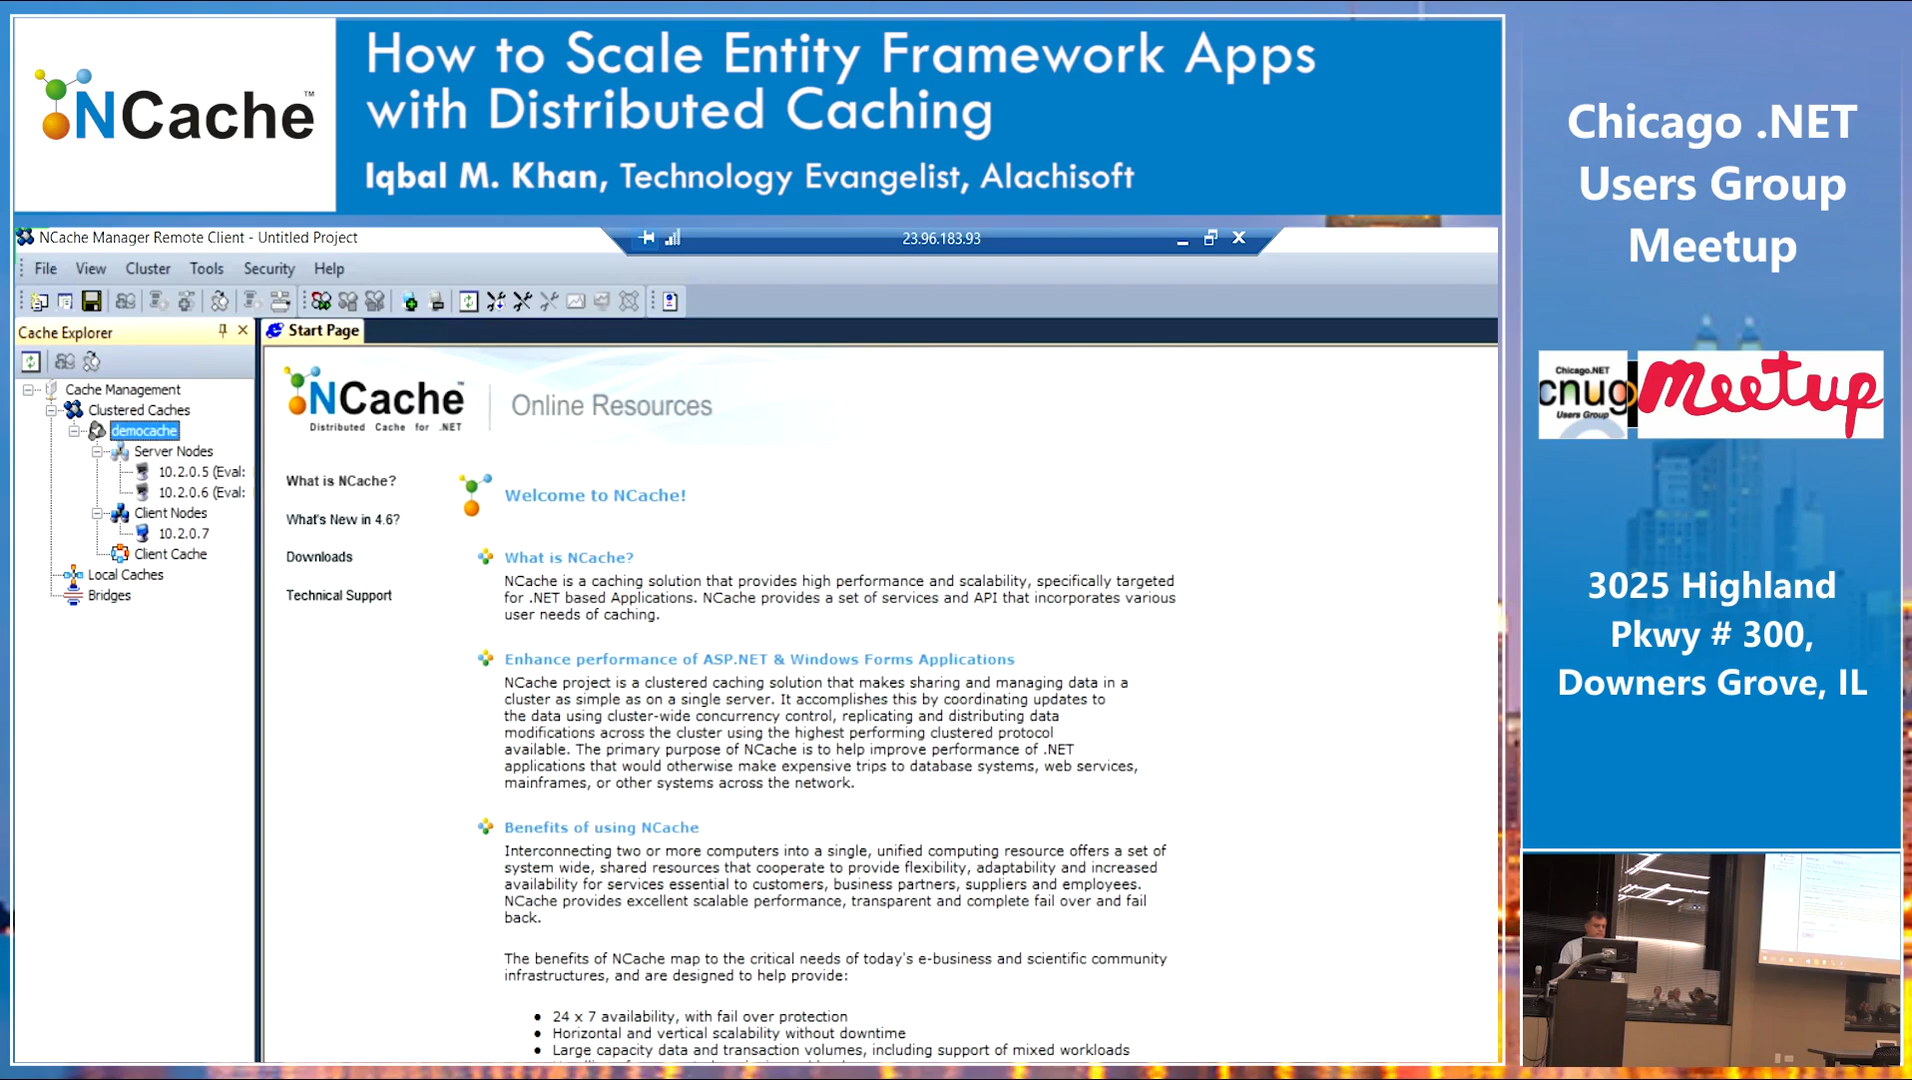 NCache™
How to Scale Entity Framework Apps
with Distributed Caching
Iqbal M. Khan, Technology Evangelist, Alachisoft
Chicago .NET
Users Group
Meetup
Chicago.NET
cnug
Users Group
meetup
3025 Highland
Pkwy # 300,
Downers Grove, IL
NCache Manager Remote Client - Untitled Project
23.96.183.93
File View Cluster Tools Security Help
Cache Explorer
Start Page
Cache Management
Clustered Caches
democache
Server Nodes
10.2.0.5 (Eval:
10.2.0.6 (Eval:
Client Nodes
10.2.0.7
Client Cache
Local Caches
Bridges
NCache™
Distributed Cache for .NET
Online Resources
What is NCache?
What's New in 4.6?
Downloads
Technical Support
Welcome to NCache!
What is NCache?
NCache is a caching solution that provides high performance and scalability, specifically targeted
for .NET based Applications. NCache provides a set of services and API that incorporates various
user needs of caching.
Enhance performance of ASP.NET & Windows Forms Applications
NCache project is a clustered caching solution that makes sharing and managing data in a
cluster as simple as on a single server. It accomplishes this by coordinating updates to
the data using cluster-wide concurrency control, replicating and distributing data
modifications across the cluster using the highest performing clustered protocol
available. The primary purpose of NCache is to help improve performance of .NET
applications that would otherwise make expensive trips to database systems, web services,
mainframes, or other systems across the network.
Benefits of using NCache
Interconnecting two or more computers into a single, unified computing resource offers a set of
system wide, shared resources that cooperate to provide flexibility, adaptability and increased
availability for services essential to customers, business partners, suppliers and employees.
NCache provides excellent scalable performance, transparent and complete fail over and fail
back.
The benefits of NCache map to the critical needs of today's e-business and scientific community
infrastructures, and are designed to help provide:
• 24 x 7 availability, with fail over protection
• Horizontal and vertical scalability without downtime
• Large capacity data and transaction volumes, including support of mixed workloads